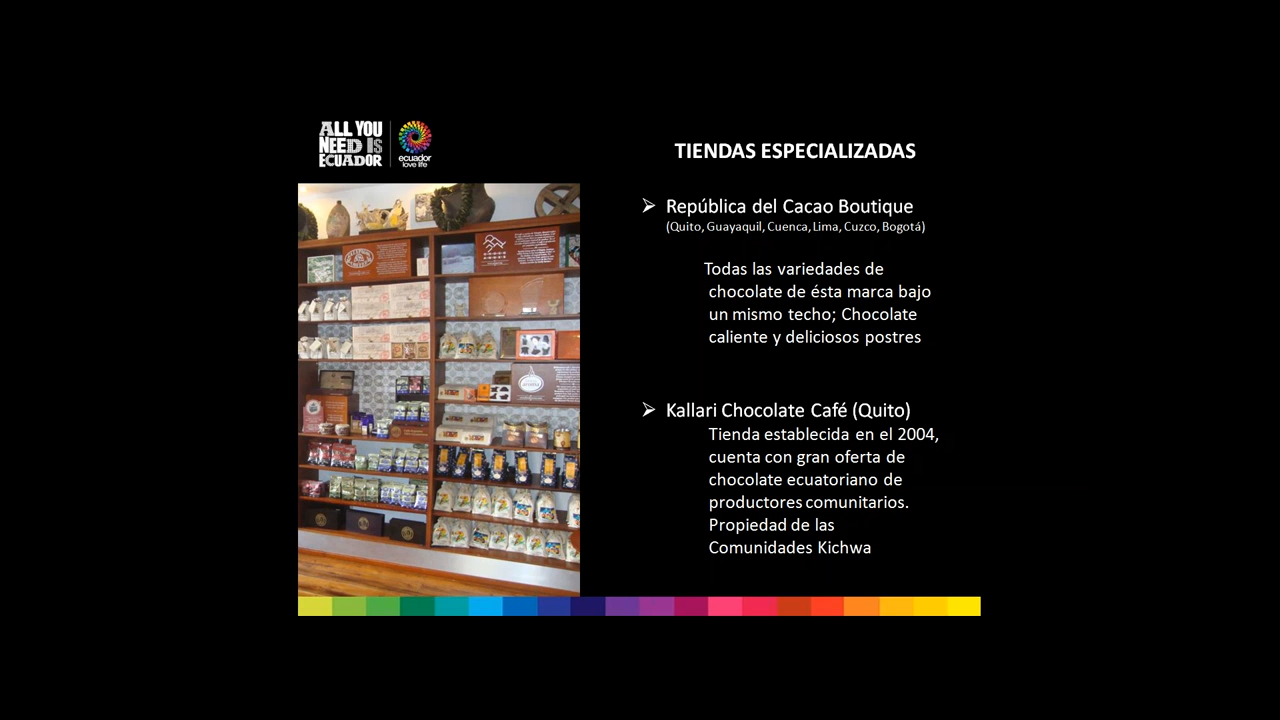 ALL YOU
NEED IS
ECUADOR
ecuador
love life
TIENDAS ESPECIALIZADAS
República del Cacao Boutique
(Quito, Guayaquil, Cuenca, Lima, Cuzco, Bogotá)
Todas las variedades de
chocolate de ésta marca bajo
un mismo techo; Chocolate
caliente y deliciosos postres
Kallari Chocolate Café (Quito)
Tienda establecida en el 2004,
cuenta con gran oferta de
chocolate ecuatoriano de
productores comunitarios.
Propiedad de las
Comunidades Kichwa